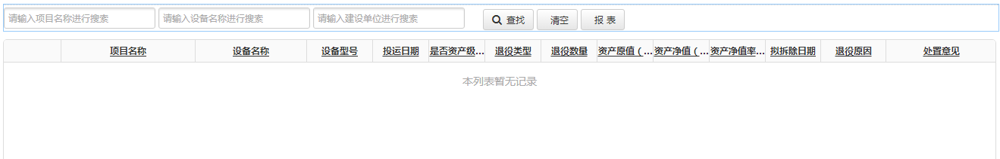 请输入项目名称进行搜索 请输入设备名称进行搜索 请输入建设单位进行搜索 查找 清空 报 表
项目名称 设备名称 设备型号 投运日期 是否资产级... 退役类型 退役数量 资产原值（... 资产净值（... 资产净值率... 拟拆除日期 退役原因 处置意见
本列表暂无记录